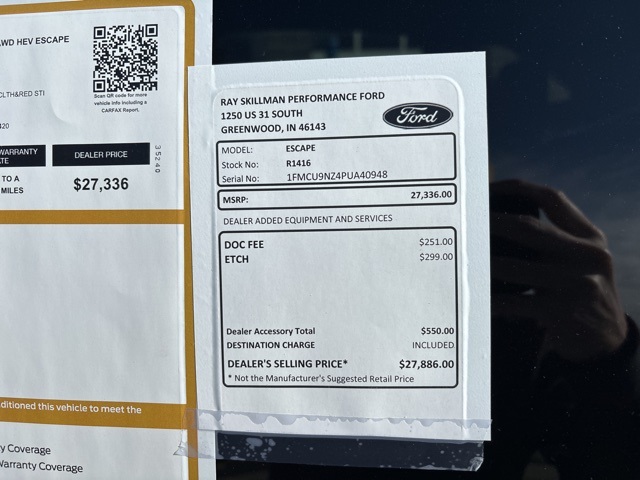 AWD HEV ESCAPE
Scan QR code for more
vehicle info including a
CARFAX Report.
CLTH&RED STI
420
WARRANTY
DEALER PRICE
35240
TO A
MILES
$27,336
ditioned this vehicle to meet the
y Coverage
Warranty Coverage
RAY SKILLMAN PERFORMANCE FORD
1250 US 31 SOUTH
GREENWOOD, IN 46143
Ford
MODEL: ESCAPE
Stock No: R1416
Serial No: 1FMCU9NZ4PUA40948
MSRP: 27,336.00
DEALER ADDED EQUIPMENT AND SERVICES
DOC FEE $251.00
ETCH $299.00
Dealer Accessory Total $550.00
DESTINATION CHARGE INCLUDED
DEALER'S SELLING PRICE* $27,886.00
* Not the Manufacturer's Suggested Retail Price